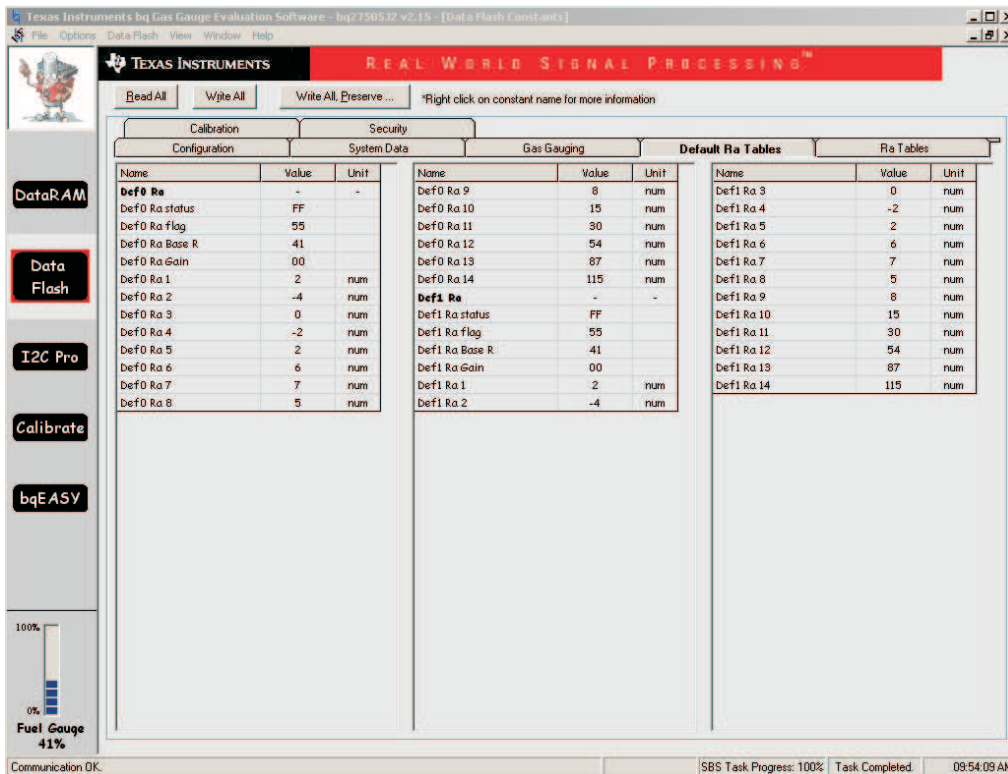 Texas Instruments bq Gas Gauge Evaluation Software - bq27505J2 v2.15 - [Data Flash Constants]
File Options Data Flash View Window Help
TEXAS INSTRUMENTS REAL WORLD SIGNAL PROCESSING™
Read All Write All Write All, Preserve ... *Right click on constant name for more information
Calibration Security
Configuration System Data Gas Gauging Default Ra Tables Ra Tables
DataRAM
Data
Flash
I2C Pro
Calibrate
bqEASY
Name Value Unit
Def0 Ra - -
Def0 Ra status FF
Def0 Ra flag 55
Def0 Ra Base R 41
Def0 Ra Gain 00
Def0 Ra 1 2 num
Def0 Ra 2 -4 num
Def0 Ra 3 0 num
Def0 Ra 4 -2 num
Def0 Ra 5 2 num
Def0 Ra 6 6 num
Def0 Ra 7 7 num
Def0 Ra 8 5 num
Name Value Unit
Def0 Ra 9 8 num
Def0 Ra 10 15 num
Def0 Ra 11 30 num
Def0 Ra 12 54 num
Def0 Ra 13 87 num
Def0 Ra 14 115 num
Def1 Ra - -
Def1 Ra status FF
Def1 Ra flag 55
Def1 Ra Base R 41
Def1 Ra Gain 00
Def1 Ra 1 2 num
Def1 Ra 2 -4 num
Name Value Unit
Def1 Ra 3 0 num
Def1 Ra 4 -2 num
Def1 Ra 5 2 num
Def1 Ra 6 6 num
Def1 Ra 7 7 num
Def1 Ra 8 5 num
Def1 Ra 9 8 num
Def1 Ra 10 15 num
Def1 Ra 11 30 num
Def1 Ra 12 54 num
Def1 Ra 13 87 num
Def1 Ra 14 115 num
100%
0%
Fuel Gauge
41%
Communication OK. SBS Task Progress: 100% Task Completed. 09:54:09 AM